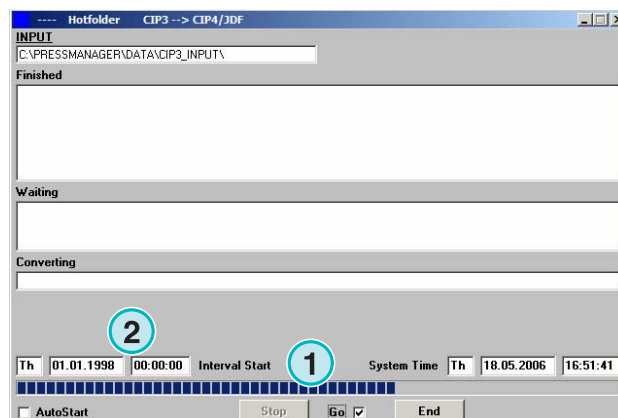 ---- Hotfolder CIP3 --> CIP4/JDF
INPUT
C:\PRESSMANAGER\DATA\CIP3_INPUT\
Finished
Waiting
Converting
2
1
Th 01.01.1998 00:00:00 Interval Start System Time Th 18.05.2006 16:51:41
AutoStart Stop Go End